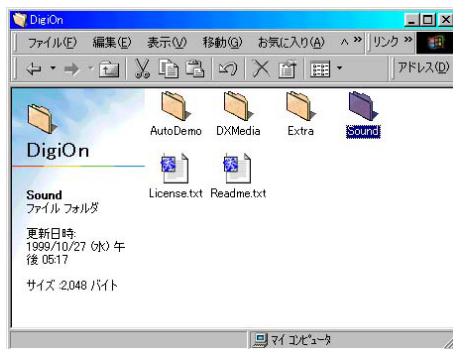 DigiOn
ファイル(F) 編集(E) 表示(V) 移動(G) お気に入り(A) ヘ » リンク »
アドレス(D)
DigiOn
AutoDemo DXMedia Extra Sound
License.txt Readme.txt
Sound
ファイル フォルダ
更新日時:
1999/10/27 (水) 午
後 05:17
サイズ :2,048 バイト
マイ コンピュータ